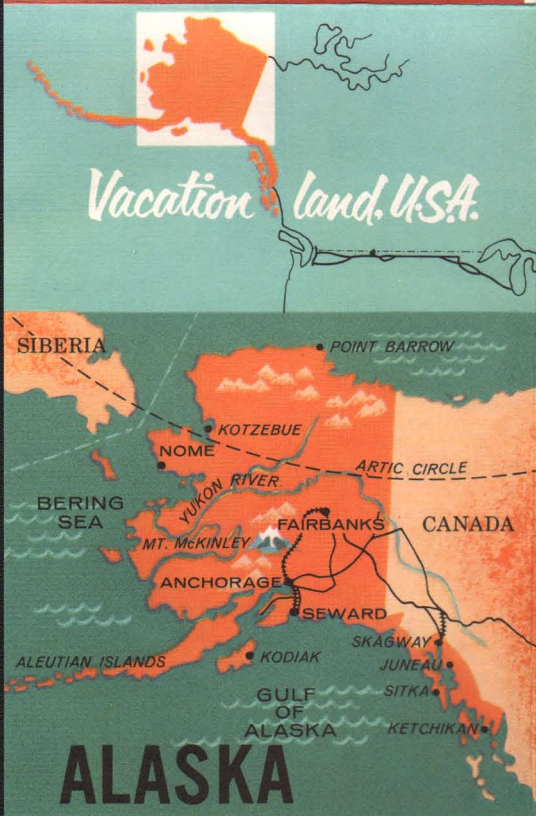 Vacation land, U.S.A.
SIBERIA
POINT BARROW
KOTZEBUE
NOME
ARTIC CIRCLE
YUKON RIVER
BERING
SEA
FAIRBANKS
CANADA
MT. McKINLEY
ANCHORAGE
SEWARD
SKAGWAY
ALEUTIAN ISLANDS
KODIAK
JUNEAU
SITKA
GULF
OF
ALASKA
KETCHIKAN
ALASKA